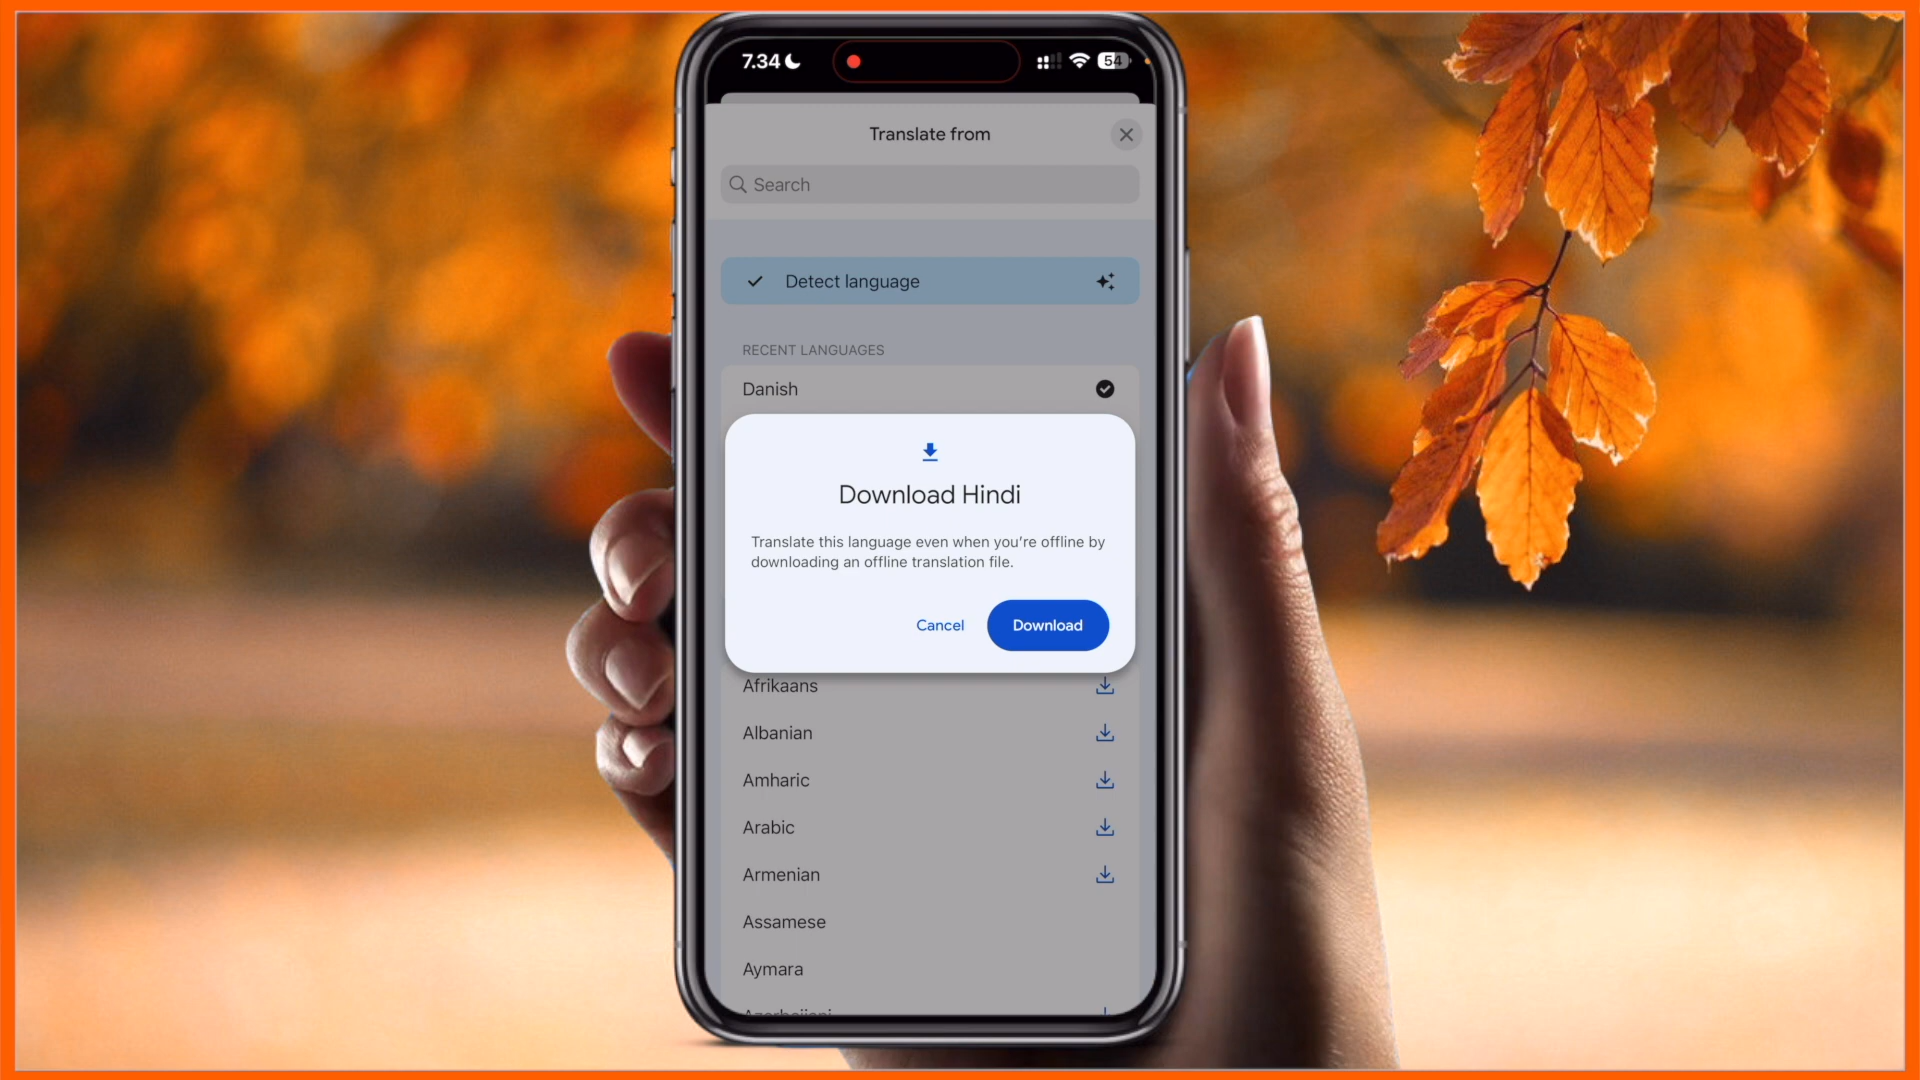 7.34
54
Translate from
Search
Detect language
RECENT LANGUAGES
Danish
Download Hindi
Translate this language even when you're offline by
downloading an offline translation file.
Cancel
Download
Afrikaans
Albanian
Amharic
Arabic
Armenian
Assamese
Aymara